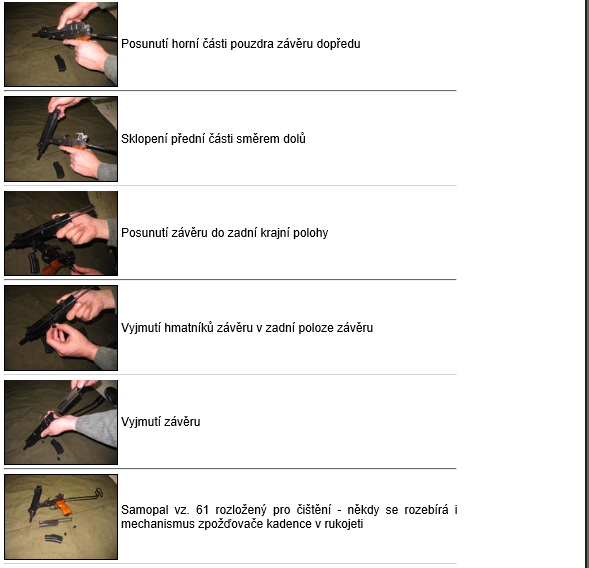 Posunutí horní části pouzdra závěru dopředu
Sklopení přední části směrem dolů
Posunutí závěru do zadní krajní polohy
Vyjmutí hmatníků závěru v zadní poloze závěru
Vyjmutí závěru
Samopal vz. 61 rozložený pro čištění - někdy se rozebírá i
mechanismus zpožďovače kadence v rukojeti